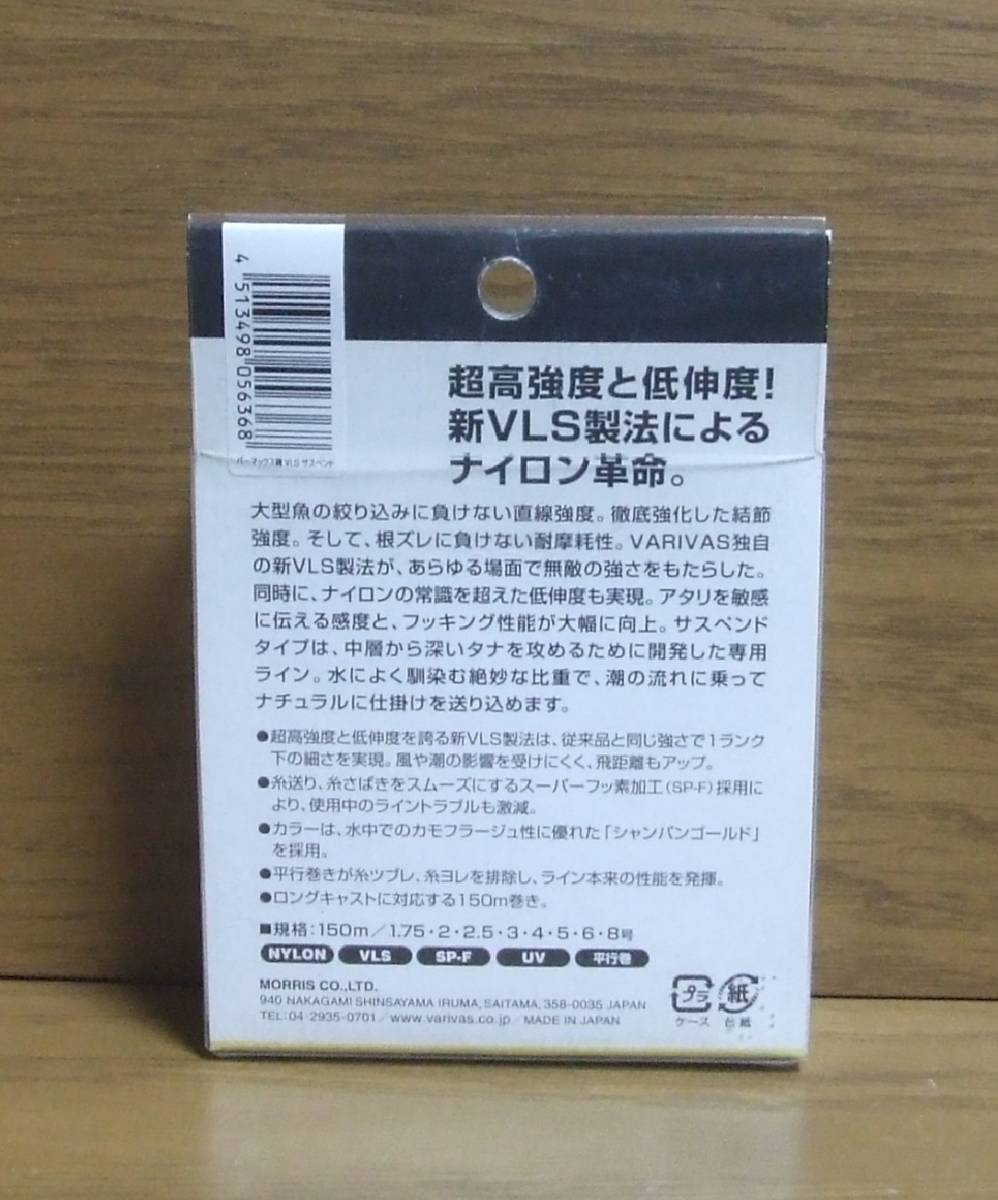 4 513498 056368
バーマックス磯 VLS サスペンド
超高強度と低伸度!
新VLS製法による
ナイロン革命。
大型魚の絞り込みに負けない直線強度。徹底強化した結節
強度。そして、根ズレに負けない耐摩耗性。VARIVAS独自
の新VLS製法が、あらゆる場面で無敵の強さをもたらした。
同時に、ナイロンの常識を超えた低伸度も実現。アタリを敏感
に伝える感度と、フッキング性能が大幅に向上。サスペンド
タイプは、中層から深いタナを攻めるために開発した専用
ライン。水によく馴染む絶妙な比重で、潮の流れに乗って
ナチュラルに仕掛けを送り込めます。
●超高強度と低伸度を誇る新VLS製法は、従来品と同じ強さで1ランク
下の細さを実現。風や潮の影響を受けにくく、飛距離もアップ。
●糸送り、糸さばきをスムーズにするスーパーフッ素加工(SP-F)採用に
より、使用中のライントラブルも激減。
●カラーは、水中でのカモフラージュ性に優れた「シャンパンゴールド」
を採用。
●平行巻きが糸ツブレ、糸ヨレを排除し、ライン本来の性能を発揮。
●ロングキャストに対応する150m巻き。
■規格:150m/1.75・2・2.5・3・4・5・6・8号
NYLON VLS SP-F UV 平行巻
MORRIS CO.,LTD.
940 NAKAGAMI SHINSAYAMA IRUMA, SAITAMA, 358-0035 JAPAN
TEL:04-2935-0701/www.varivas.co.jp/MADE IN JAPAN
プラ 紙
ケース 台紙